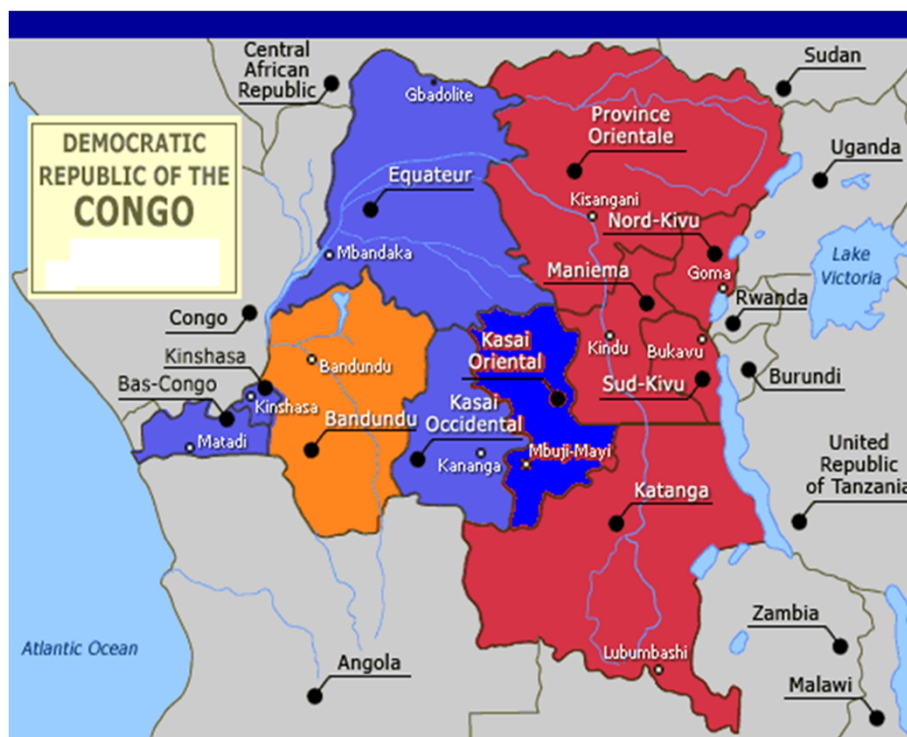 DEMOCRATIC
REPUBLIC OF THE
CONGO
Central
African
Republic
Sudan
Gbadolite
Province
Orientale
Uganda
Equateur
Kisangani
Nord-Kivu
Mbandaka
Maniema
Goma
Lake
Victoria
Rwanda
Congo
Kinshasa
Bas-Congo
Kinshasa
Matadi
Bandundu
Bandundu
Kasai
Oriental
Kasai
Occidental
Kananga
Mbuji-Mayi
Kindu
Bukavu
Sud-Kivu
Burundi
United
Republic
of Tanzania
Katanga
Zambia
Malawi
Lubumbashi
Angola
Atlantic Ocean